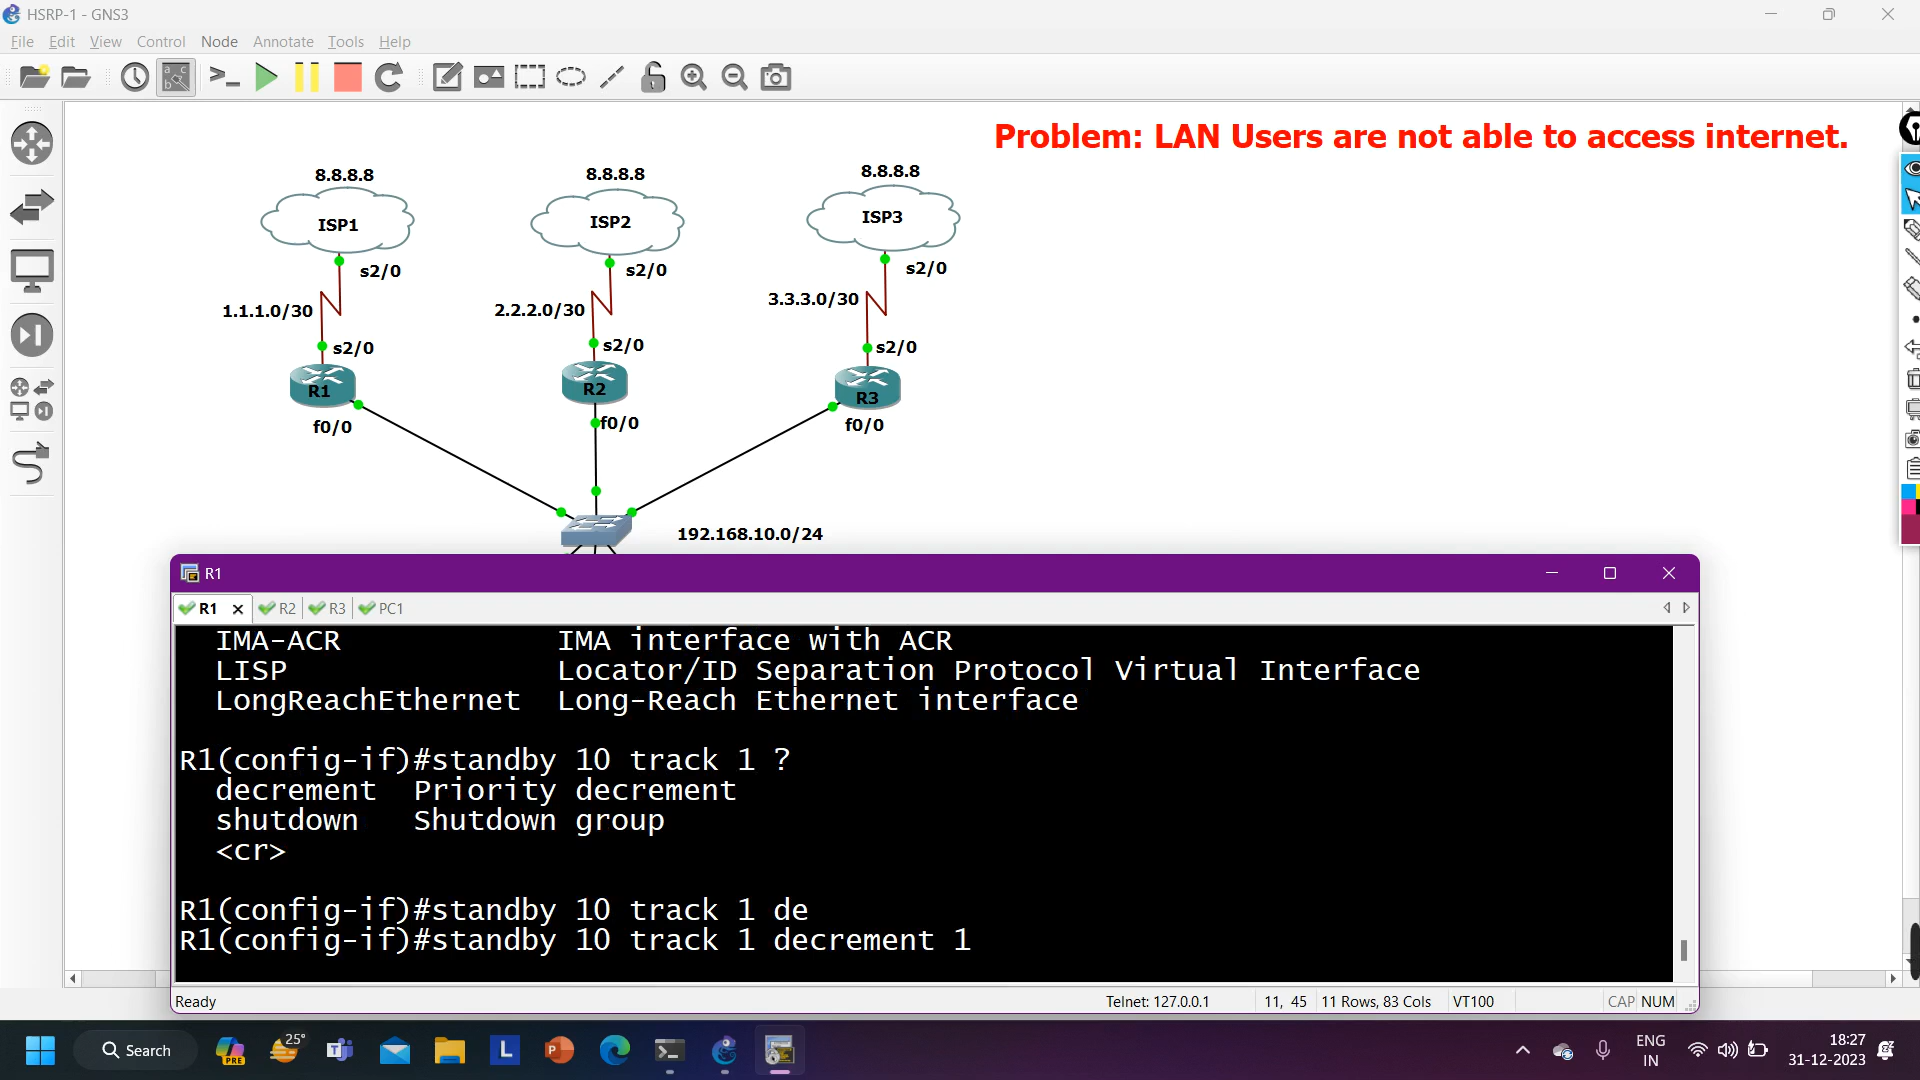 HSRP-1 - GNS3
File Edit View Control Node Annotate Tools Help
Problem: LAN Users are not able to access internet.
8.8.8.8
8.8.8.8
8.8.8.8
ISP1
ISP2
ISP3
s2/0
s2/0
s2/0
1.1.1.0/30
2.2.2.0/30
3.3.3.0/30
s2/0
s2/0
s2/0
R1
R2
R3
f0/0
f0/0
f0/0
192.168.10.0/24
R1
R1 R2 R3 PC1
IMA-ACR IMA interface with ACR
LISP Locator/ID Separation Protocol Virtual Interface
LongReachEthernet Long-Reach Ethernet interface
R1(config-if)#standby 10 track 1 ?
decrement Priority decrement
shutdown Shutdown group
<cr>
R1(config-if)#standby 10 track 1 de
R1(config-if)#standby 10 track 1 decrement 1
Ready Telnet: 127.0.0.1 11, 45 11 Rows, 83 Cols VT100 CAP NUM
Search
PRE
25°
L
ENG
IN
18:27
31-12-2023